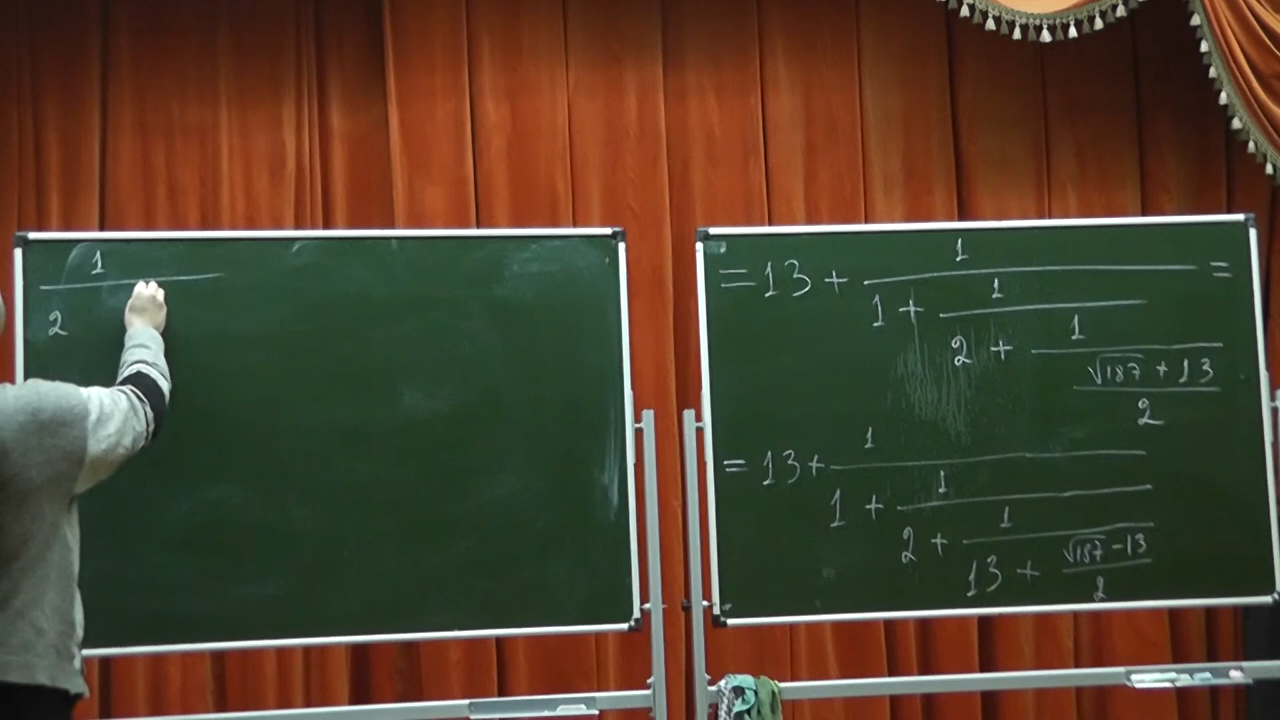 1
2
= 13 + 1 =
1 + 1
2 + 1
√187 + 13
2
= 13 + 1
1 + 1
2 + 1
13 + √187 - 13
2